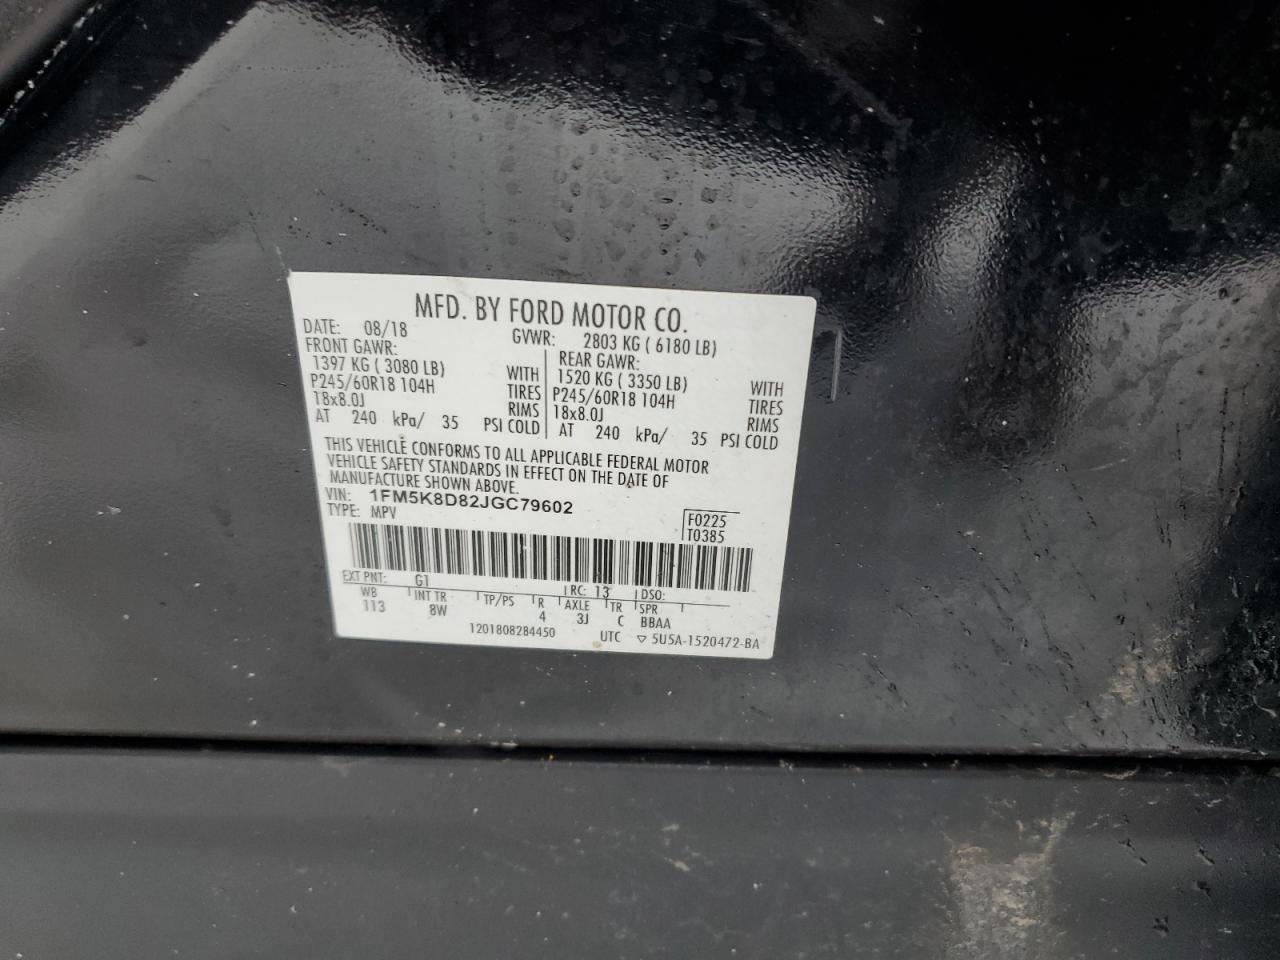 MFD. BY FORD MOTOR CO.
DATE: 08/18 GVWR: 2803 KG ( 6180 LB)
FRONT GAWR: REAR GAWR:
1397 KG ( 3080 LB) WITH 1520 KG ( 3350 LB) WITH
P245/60R18 104H TIRES P245/60R18 104H TIRES
18x8.0J RIMS 18x8.0J RIMS
AT 240 kPa/ 35 PSI COLD AT 240 kPa/ 35 PSI COLD
THIS VEHICLE CONFORMS TO ALL APPLICABLE FEDERAL MOTOR
VEHICLE SAFETY STANDARDS IN EFFECT ON THE DATE OF
MANUFACTURE SHOWN ABOVE.
VIN: 1FM5K8D82JGC79602
TYPE: MPV F0225
T0385
EXT PNT: G1 RC: 13 DSO:
WB INT TR TP/PS R AXLE TR SPR
113 8W 4 3J C BBAA
1201808284450 UTC ▽ 5U5A-1520472-BA